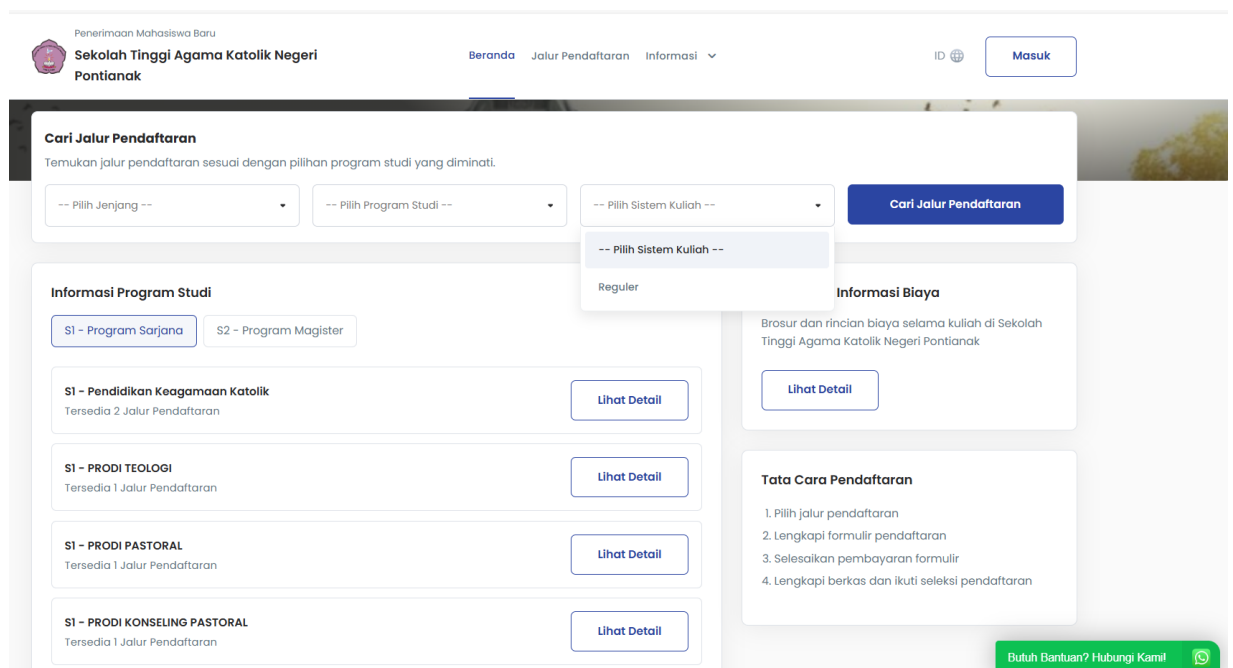 Penerimaan Mahasiswa Baru
Sekolah Tinggi Agama Katolik Negeri
Pontianak
Beranda
Jalur Pendaftaran
Informasi
ID
Masuk
Cari Jalur Pendaftaran
Temukan jalur pendaftaran sesuai dengan pilihan program studi yang diminati.
-- Pilih Jenjang --
-- Pilih Program Studi --
-- Pilih Sistem Kuliah --
Cari Jalur Pendaftaran
-- Pilih Sistem Kuliah --
Reguler
Informasi Program Studi
S1 - Program Sarjana
S2 - Program Magister
S1 - Pendidikan Keagamaan Katolik
Tersedia 2 Jalur Pendaftaran
Lihat Detail
S1 - PRODI TEOLOGI
Tersedia 1 Jalur Pendaftaran
Lihat Detail
S1 - PRODI PASTORAL
Tersedia 1 Jalur Pendaftaran
Lihat Detail
S1 - PRODI KONSELING PASTORAL
Tersedia 1 Jalur Pendaftaran
Lihat Detail
Informasi Biaya
Brosur dan rincian biaya selama kuliah di Sekolah
Tinggi Agama Katolik Negeri Pontianak
Lihat Detail
Tata Cara Pendaftaran
1. Pilih jalur pendaftaran
2. Lengkapi formulir pendaftaran
3. Selesaikan pembayaran formulir
4. Lengkapi berkas dan ikuti seleksi pendaftaran
Butuh Bantuan? Hubungi Kami!